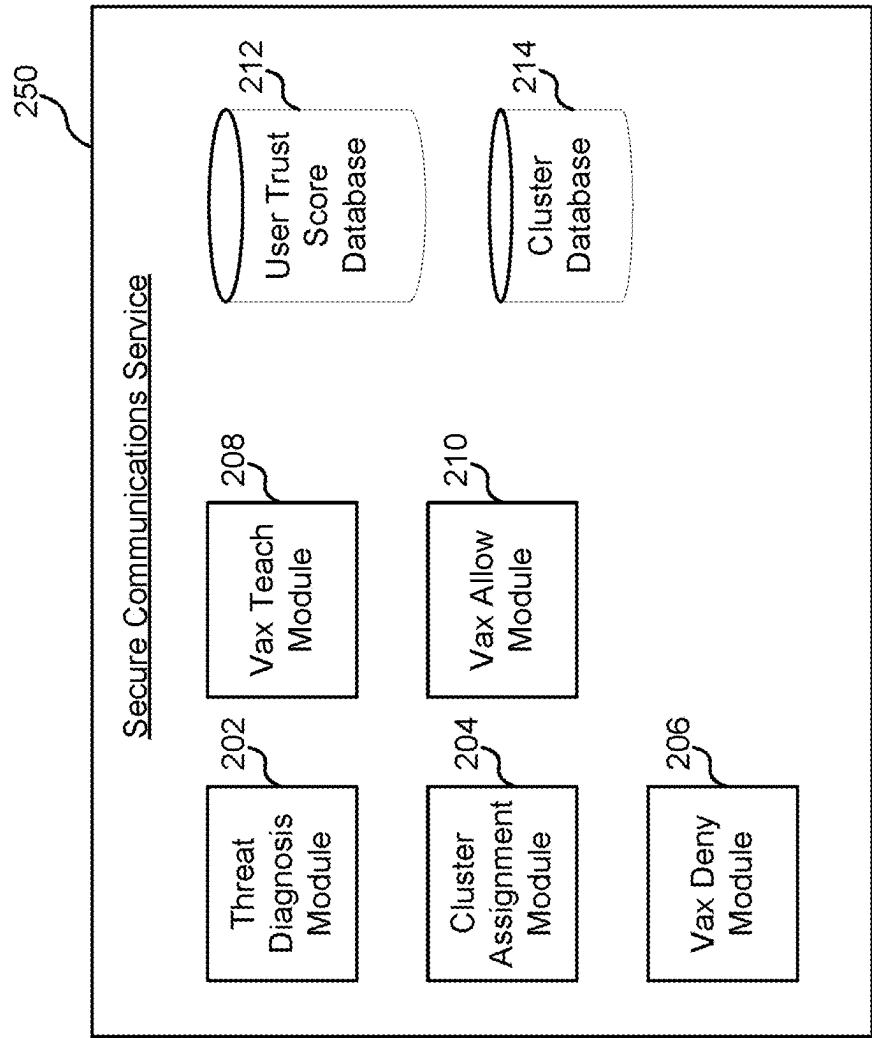 250
Secure Communications Service
202
Threat
Diagnosis
Module
208
Vax Teach
Module
212
User Trust
Score
Database
204
Cluster
Assignment
Module
210
Vax Allow
Module
214
Cluster
Database
206
Vax Deny
Module